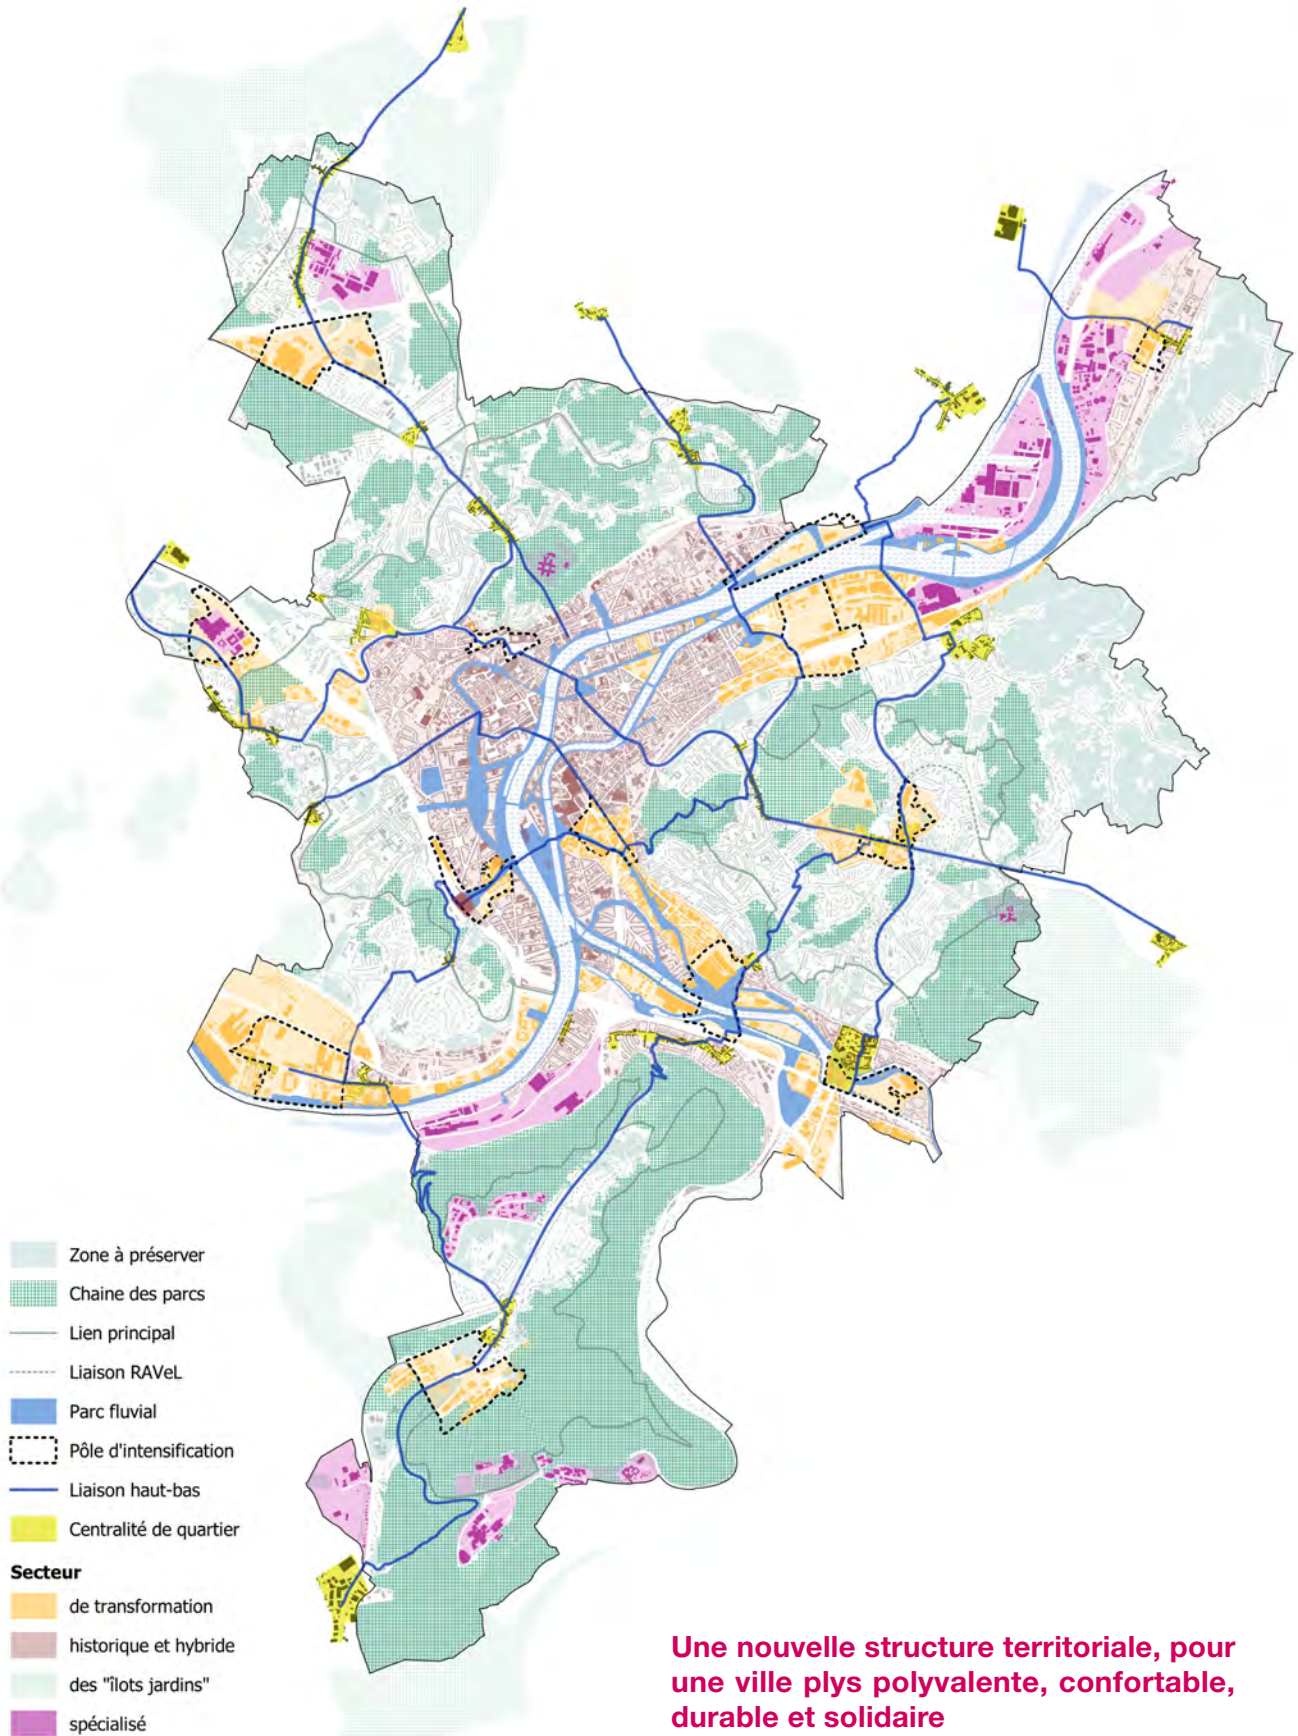 Zone à préserver
Chaine des parcs
Lien principal
Liaison RAVeL
Parc fluvial
Pôle d'intensification
Liaison haut-bas
Centralité de quartier
Secteur
de transformation
historique et hybride
des "îlots jardins"
spécialisé
Une nouvelle structure territoriale, pour
une ville plys polyvalente, confortable,
durable et solidaire